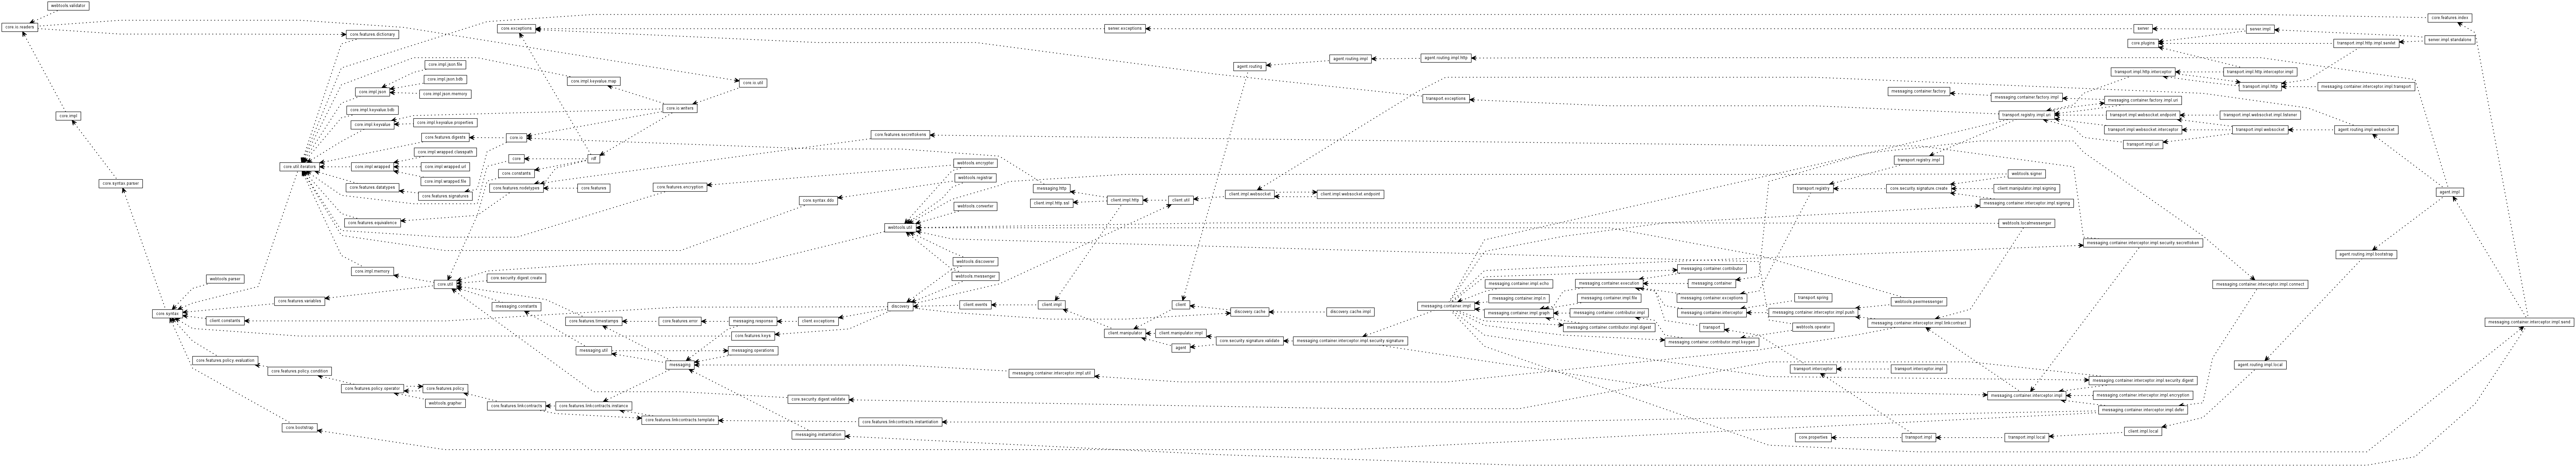 webtools.validator
core.io.readers
core.features.dictionary
core.exceptions
server.exceptions
server
server.impl
core.features.index
core.plugins
transport.impl.http.impl.servlet
server.impl.standalone
core.impl.json.file
core.impl.json.bdb
core.impl.json
core.impl.json.memory
core.impl.keyvalue.map
core.io.util
agent.routing
agent.routing.impl
agent.routing.impl.http
transport.impl.http.interceptor
transport.impl.http.interceptor.impl
transport.impl.http
messaging.container.interceptor.impl.transport
core.impl
core.impl.keyvalue.bdb
core.impl.keyvalue
core.impl.keyvalue.properties
core.io.writers
transport.exceptions
messaging.container.factory
messaging.container.factory.impl
messaging.container.factory.impl.uri
transport.registry.impl.uri
transport.impl.websocket.endpoint
transport.impl.websocket.impl.listener
transport.impl.websocket.interceptor
transport.impl.websocket
agent.routing.impl.websocket
transport.impl.uri
core.features.digests
core.io
core.features.secrettokens
core.util.iterators
core.impl.wrapped.classpath
core.impl.wrapped
core.impl.wrapped.url
core.impl.wrapped.file
core
rdf
core.constants
core.syntax.parser
core.features.datatypes
core.features.signatures
core.features.nodetypes
core.features
core.features.encryption
webtools.encrypter
webtools.registrar
messaging.http
transport.registry.impl
webtools.signer
transport.registry
core.security.signature.create
client.manipulator.impl.signing
messaging.container.interceptor.impl.signing
agent.impl
core.syntax.ddo
webtools.converter
client.impl.http.ssl
client.impl.http
client.util
client.impl.websocket
client.impl.websocket.endpoint
core.features.equivalence
webtools.util
webtools.localmessenger
messaging.container.interceptor.impl.security.secrettoken
agent.routing.impl.bootstrap
webtools.discoverer
webtools.messenger
core.impl.memory
core.util
core.security.digest.create
webtools.parser
messaging.container.contributor
messaging.container.impl.echo
messaging.container.execution
messaging.container
messaging.container.interceptor.impl.connect
core.features.variables
core.syntax
client.constants
messaging.constants
core.features.timestamps
core.features.error
messaging.response
core.features.keys
client.exceptions
discovery
client.events
client.impl
client
discovery.cache
discovery.cache.impl
messaging.container.impl
messaging.container.impl.file
messaging.container.impl.graph
messaging.container.contributor.impl
messaging.container.contributor.impl.digest
messaging.container.exceptions
messaging.container.interceptor
transport.spring
messaging.container.interceptor.impl.push
webtools.peermessenger
transport
webtools.operator
messaging.container.interceptor.impl.linkcontract
messaging.container.interceptor.impl.send
client.manipulator
client.manipulator.impl
agent
core.security.signature.validate
messaging.container.interceptor.impl.security.signature
messaging.container.contributor.impl.keygen
messaging.util
messaging.operations
core.features.policy.evaluation
core.features.policy.condition
messaging
messaging.container.interceptor.impl.util
transport.interceptor
transport.interceptor.impl
agent.routing.impl.local
core.features.policy.operator
core.features.policy
webtools.grapher
core.features.linkcontracts
core.features.linkcontracts.instance
core.features.linkcontracts.template
core.security.digest.validate
core.features.linkcontracts.instantiation
messaging.container.interceptor.impl.security.digest
messaging.container.interceptor.impl
messaging.container.interceptor.impl.encryption
messaging.container.interceptor.impl.defer
core.bootstrap
messaging.instantiation
core.properties
transport.impl
transport.impl.local
client.impl.local